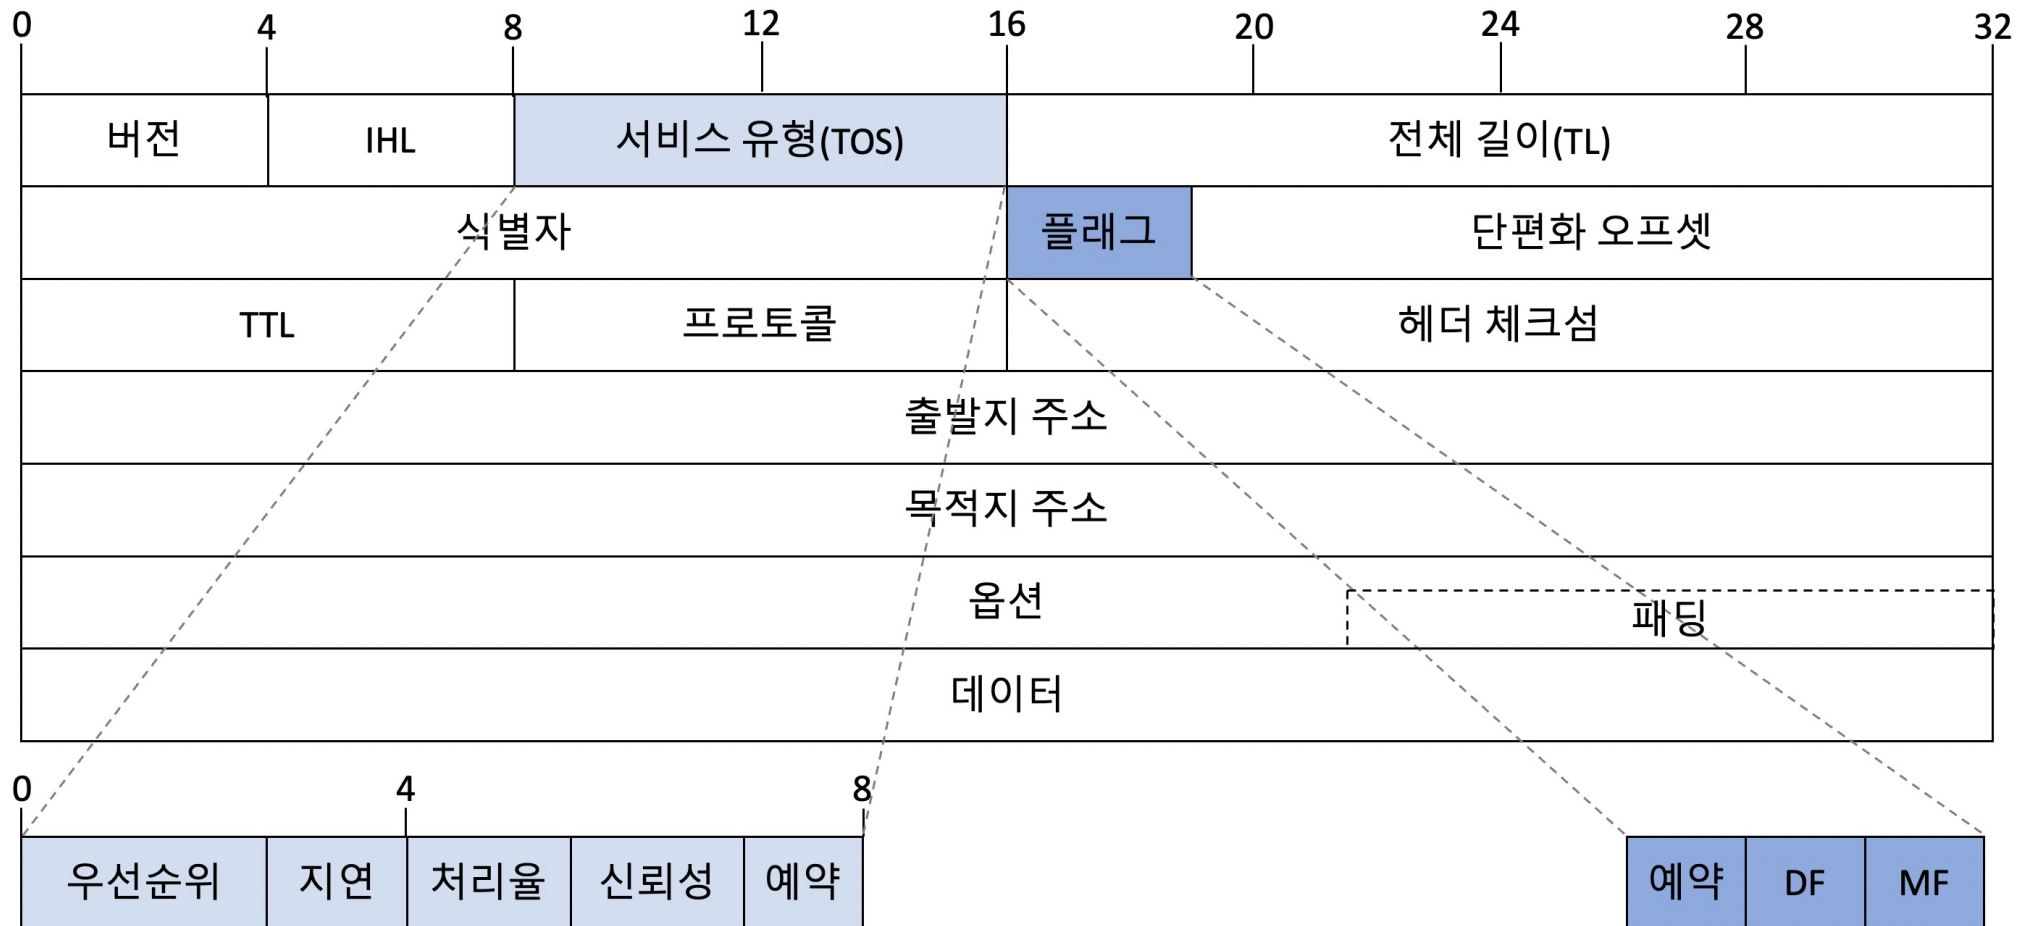 0 4 8 12 16 20 24 28 32
버전 IHL 서비스 유형(TOS) 전체 길이(TL)
식별자 플래그 단편화 오프셋
TTL 프로토콜 헤더 체크섬
출발지 주소
목적지 주소
옵션 패딩
데이터
0 4 8
우선순위 지연 처리율 신뢰성 예약 예약 DF MF